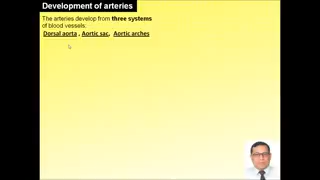 Development of arteries
The arteries develop from three systems
of blood vessels:
Dorsal aorta , Aortic sac, Aortic arches